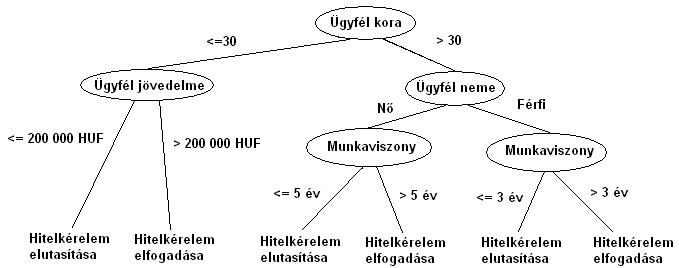 Ügyfél kora
<=30
> 30
Ügyfél jövedelme
Ügyfél neme
Nő
Férfi
<= 200 000 HUF
> 200 000 HUF
Munkaviszony
Munkaviszony
<= 5 év
> 5 év
<= 3 év
> 3 év
Hitelkérelem
elutasítása
Hitelkérelem
elfogadása
Hitelkérelem
elutasítása
Hitelkérelem
elfogadása
Hitelkérelem
elutasítása
Hitelkérelem
elfogadása